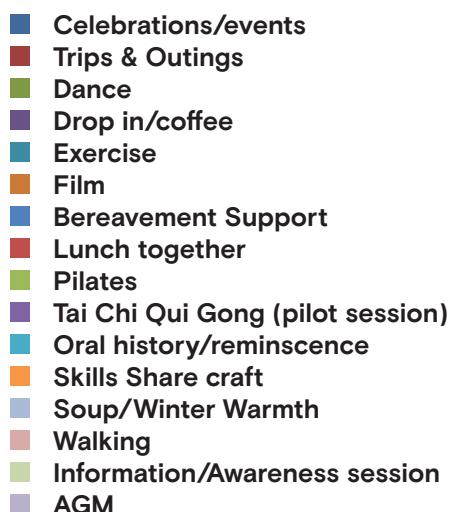 Celebrations/events
Trips & Outings
Dance
Drop in/coffee
Exercise
Film
Bereavement Support
Lunch together
Pilates
Tai Chi Qui Gong (pilot session)
Oral history/reminscence
Skills Share craft
Soup/Winter Warmth
Walking
Information/Awareness session
AGM